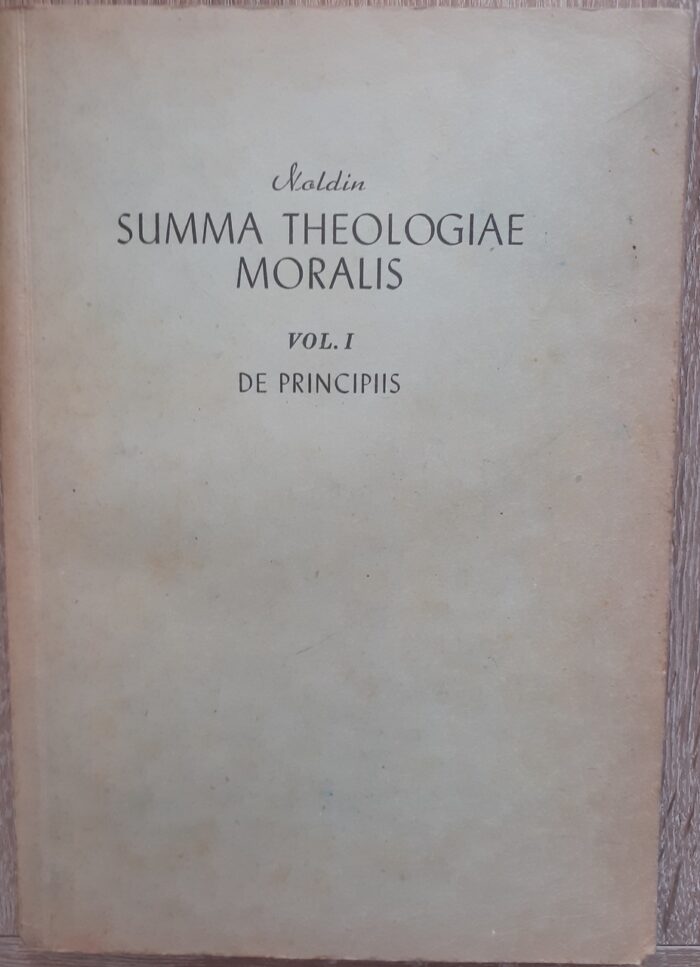 Noldin
SUMMA THEOLOGIAE
MORALIS
VOL. I
DE PRINCIPIIS